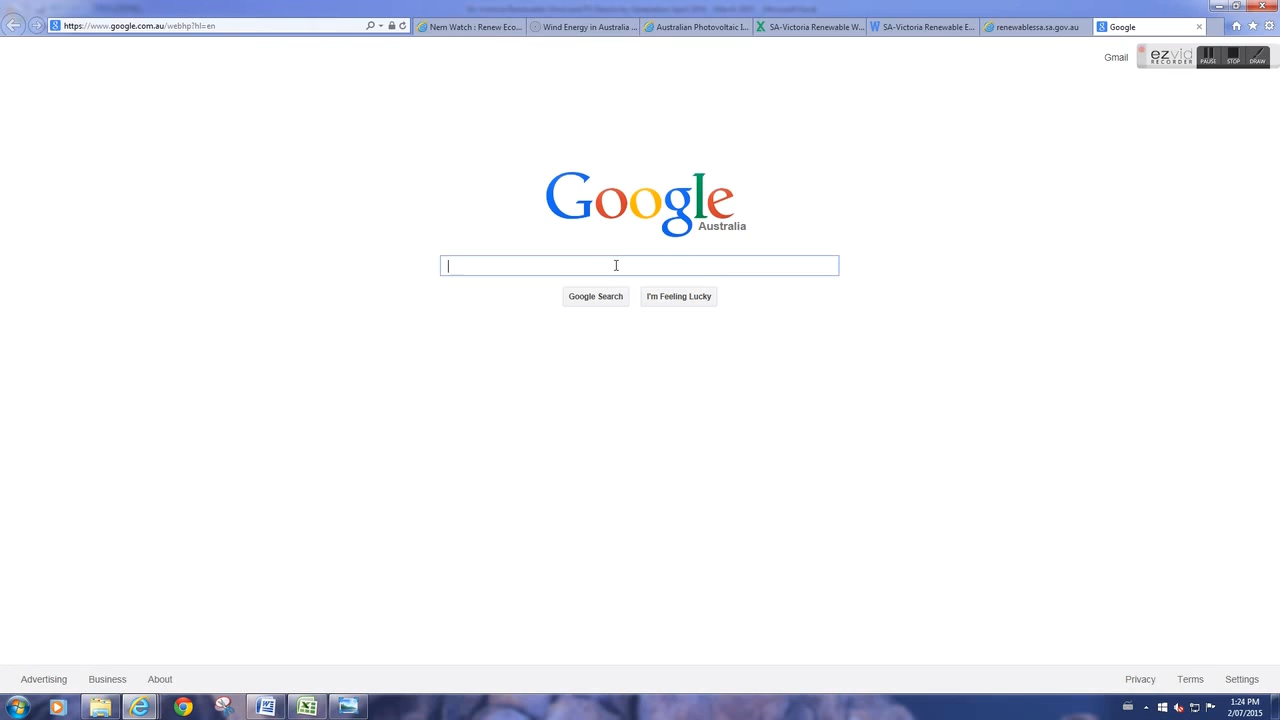 https://www.google.com.au/webhp?hl=en
Nem Watch : Renew Eco...
Wind Energy in Australia ...
Australian Photovoltaic I...
SA-Victoria Renewable W...
SA-Victoria Renewable E...
renewablessa.sa.gov.au
Google
Gmail
ezvid
RECORDER
PAUSE
STOP
DRAW
Google
Australia
Google Search
I'm Feeling Lucky
Advertising
Business
About
Privacy
Terms
Settings
1:24 PM
2/07/2015